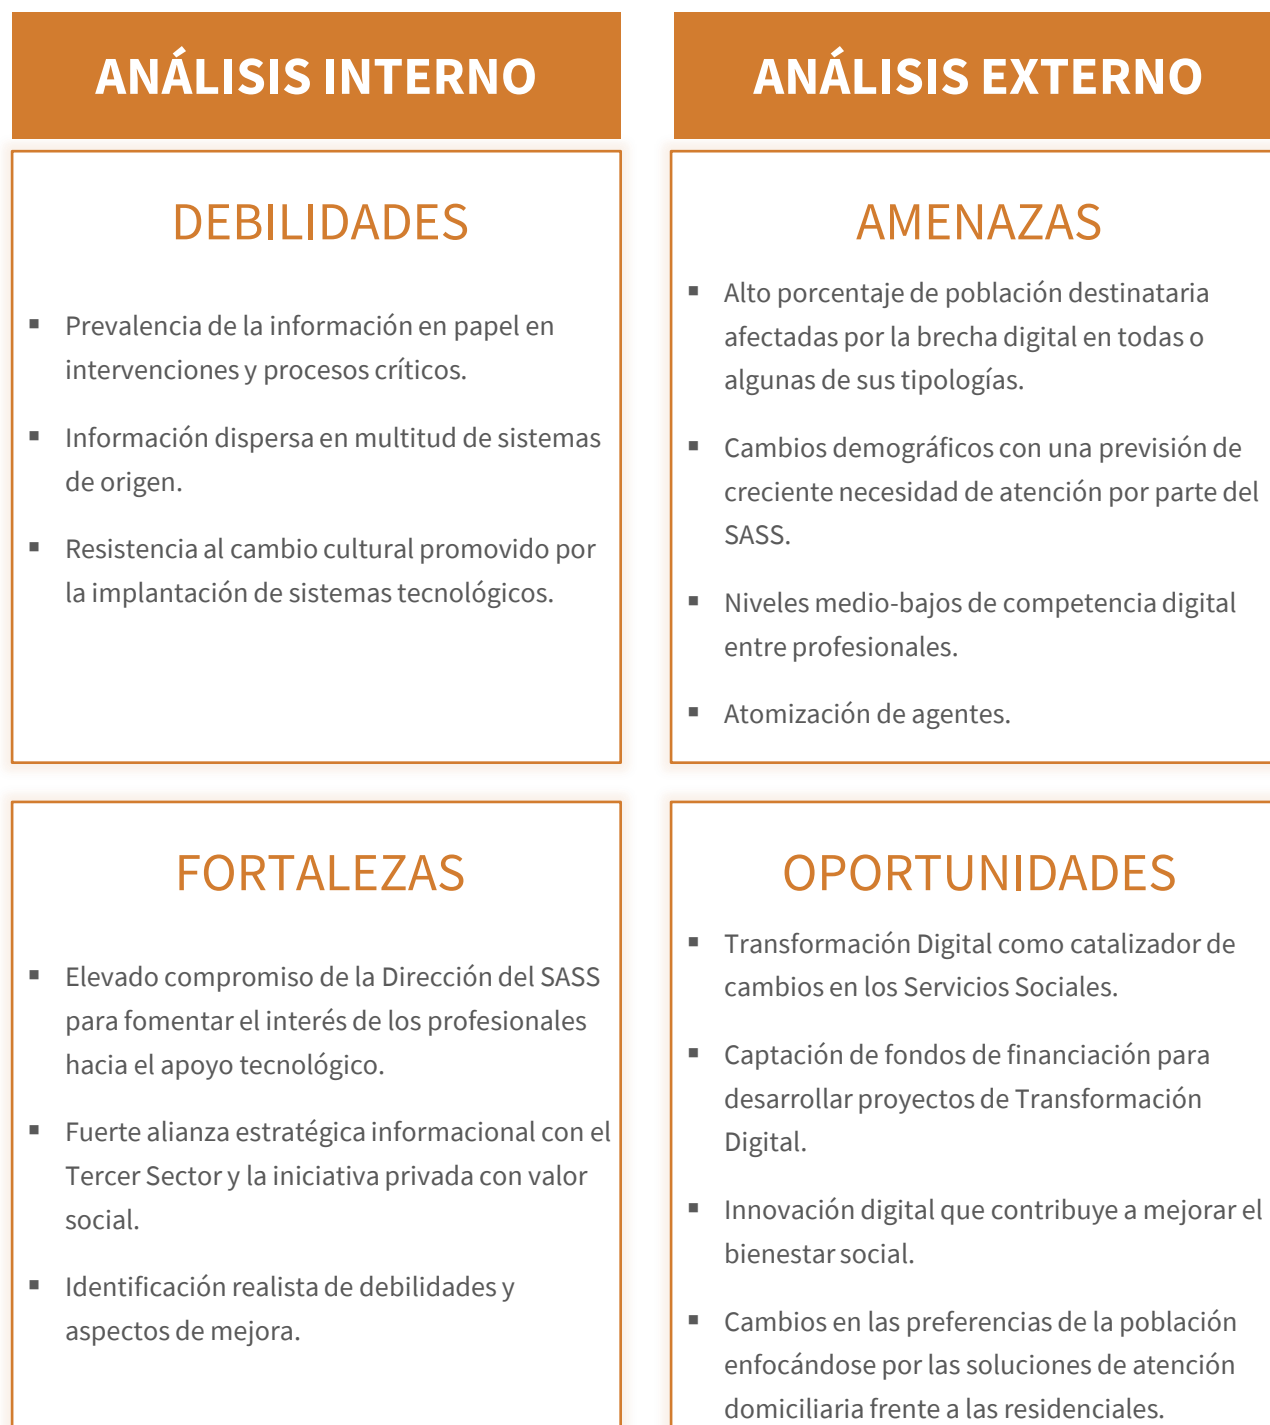 ANÁLISIS INTERNO
DEBILIDADES
▪ Prevalencia de la información en papel en
intervenciones y procesos críticos.
▪ Información dispersa en multitud de sistemas
de origen.
▪ Resistencia al cambio cultural promovido por
la implantación de sistemas tecnológicos.
ANÁLISIS EXTERNO
AMENAZAS
▪ Alto porcentaje de población destinataria
afectadas por la brecha digital en todas o
algunas de sus tipologías.
▪ Cambios demográficos con una previsión de
creciente necesidad de atención por parte del
SASS.
▪ Niveles medio-bajos de competencia digital
entre profesionales.
▪ Atomización de agentes.
FORTALEZAS
▪ Elevado compromiso de la Dirección del SASS
para fomentar el interés de los profesionales
hacia el apoyo tecnológico.
▪ Fuerte alianza estratégica informacional con el
Tercer Sector y la iniciativa privada con valor
social.
▪ Identificación realista de debilidades y
aspectos de mejora.
OPORTUNIDADES
▪ Transformación Digital como catalizador de
cambios en los Servicios Sociales.
▪ Captación de fondos de financiación para
desarrollar proyectos de Transformación
Digital.
▪ Innovación digital que contribuye a mejorar el
bienestar social.
▪ Cambios en las preferencias de la población
enfocándose por las soluciones de atención
domiciliaria frente a las residenciales.